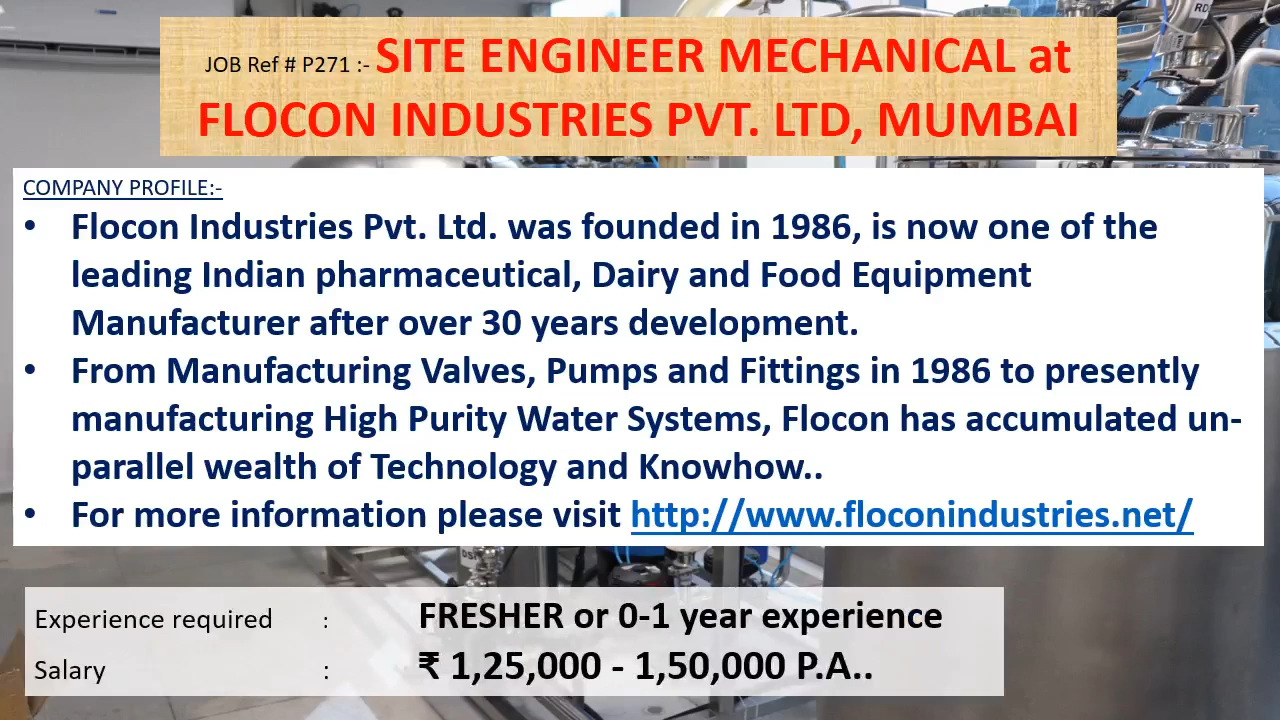 JOB Ref # P271 :- SITE ENGINEER MECHANICAL at
FLOCON INDUSTRIES PVT. LTD, MUMBAI
COMPANY PROFILE:-
• Flocon Industries Pvt. Ltd. was founded in 1986, is now one of the
leading Indian pharmaceutical, Dairy and Food Equipment
Manufacturer after over 30 years development.
• From Manufacturing Valves, Pumps and Fittings in 1986 to presently
manufacturing High Purity Water Systems, Flocon has accumulated un-
parallel wealth of Technology and Knowhow..
• For more information please visit http://www.floconindustries.net/
Experience required : FRESHER or 0-1 year experience
Salary : ₹ 1,25,000 - 1,50,000 P.A..